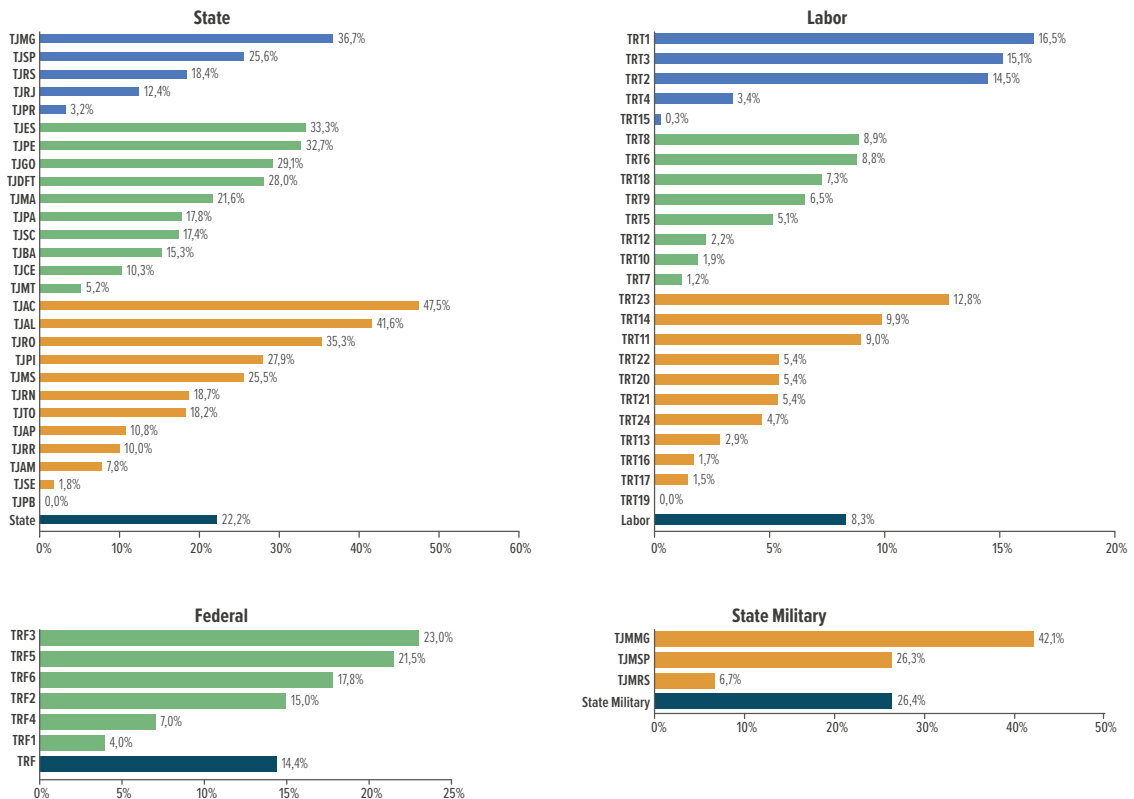 State
TJMG 36,7%
TJSP 25,6%
TJRS 18,4%
TJRJ 12,4%
TJPR 3,2%
TJES 33,3%
TJPE 32,7%
TJGO 29,1%
TJDFT 28,0%
TJMA 21,6%
TJPA 17,8%
TJSC 17,4%
TJBA 15,3%
TJCE 10,3%
TJMT 5,2%
TJAC 47,5%
TJAL 41,6%
TJRO 35,3%
TJPI 27,9%
TJMS 25,5%
TJRN 18,7%
TJTO 18,2%
TJAP 10,8%
TJRR 10,0%
TJAM 7,8%
TJSE 1,8%
TJPB 0,0%
State 22,2%
0% 10% 20% 30% 40% 50% 60%
Labor
TRT1 16,5%
TRT3 15,1%
TRT2 14,5%
TRT4 3,4%
TRT15 0,3%
TRT8 8,9%
TRT6 8,8%
TRT18 7,3%
TRT9 6,5%
TRT5 5,1%
TRT12 2,2%
TRT10 1,9%
TRT7 1,2%
TRT23 12,8%
TRT14 9,9%
TRT11 9,0%
TRT22 5,4%
TRT20 5,4%
TRT21 5,4%
TRT24 4,7%
TRT13 2,9%
TRT16 1,7%
TRT17 1,5%
TRT19 0,0%
Labor 8,3%
0% 5% 10% 15% 20%
Federal
TRF3 23,0%
TRF5 21,5%
TRF6 17,8%
TRF2 15,0%
TRF4 7,0%
TRF1 4,0%
TRF 14,4%
0% 5% 10% 15% 20% 25%
State Military
TJMMG 42,1%
TJMSP 26,3%
TJMRS 6,7%
State Military 26,4%
0% 10% 20% 30% 40% 50%